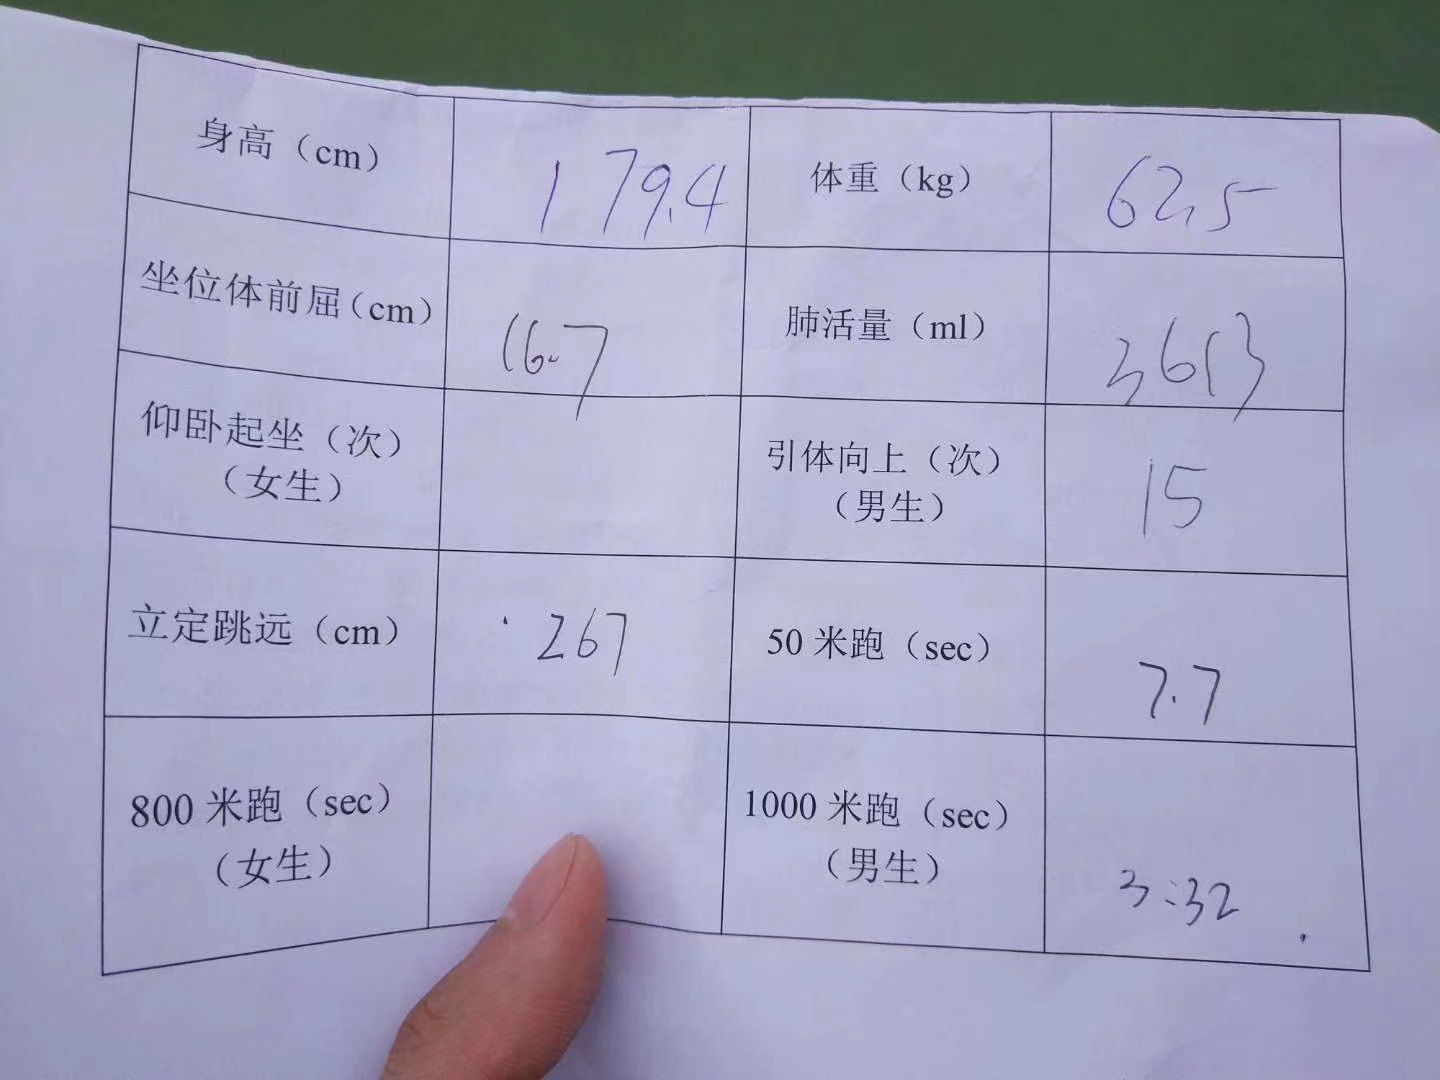 身高（cm）
179.4
体重（kg）
62.5
坐位体前屈（cm）
16.7
肺活量（ml）
3613
仰卧起坐（次）
（女生）
引体向上（次）
（男生）
15
立定跳远（cm）
267
50 米跑（sec）
7.7
800 米跑（sec）
（女生）
1000 米跑（sec）
（男生）
3:32